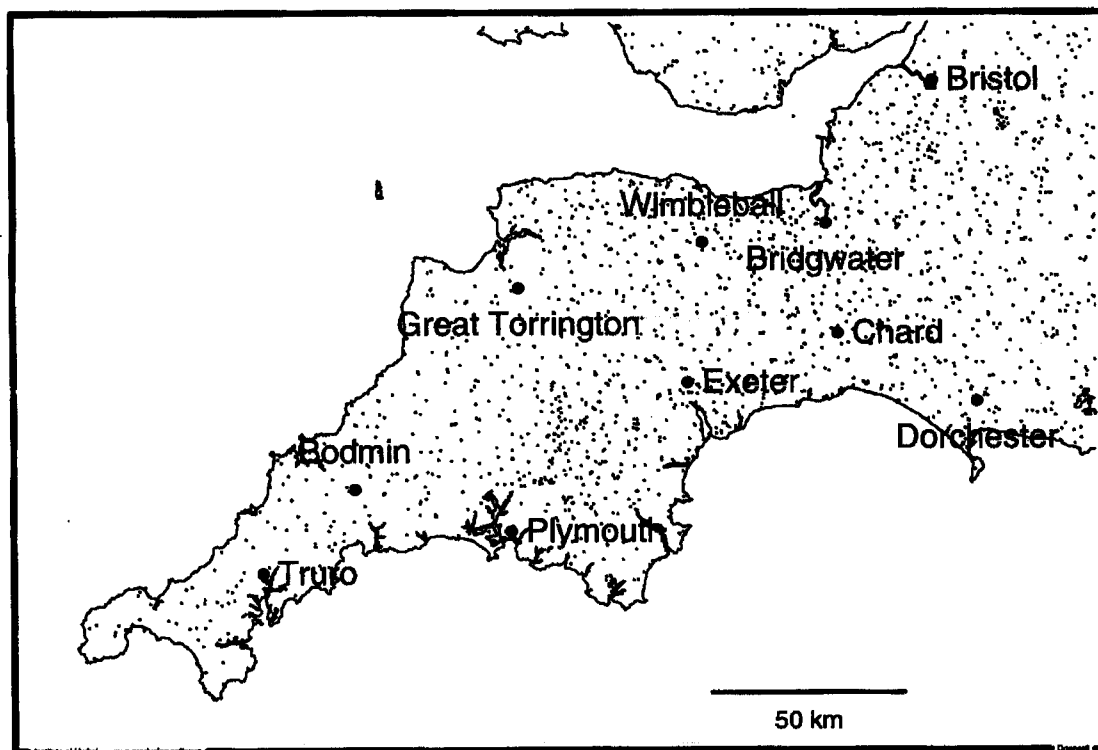 Bristol
Wimbleball
Bridgwater
Great Torrington
Chard
Exeter
Dorchester
Bodmin
Plymouth
Truro
50 km